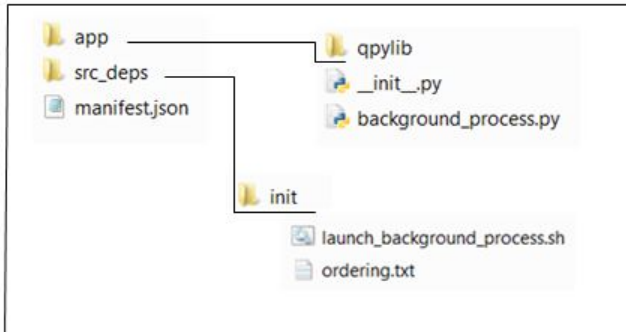 app
src_deps
manifest.json
qpylib
__init__.py
background_process.py
init
launch_background_process.sh
ordering.txt